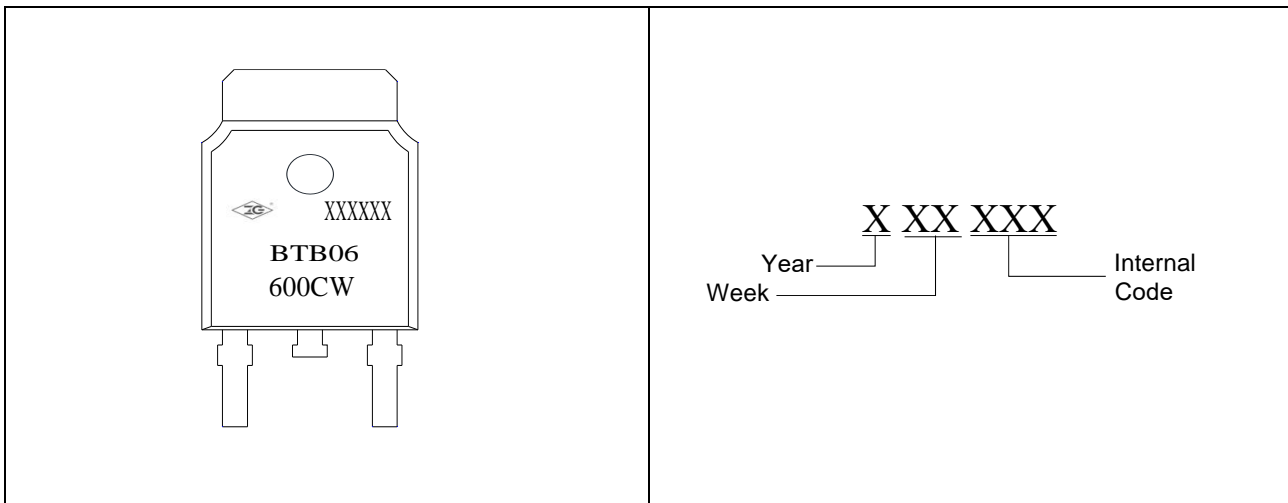 XXXXXX
BTB06
600CW
X XX XXX
Year
Week
Internal
Code